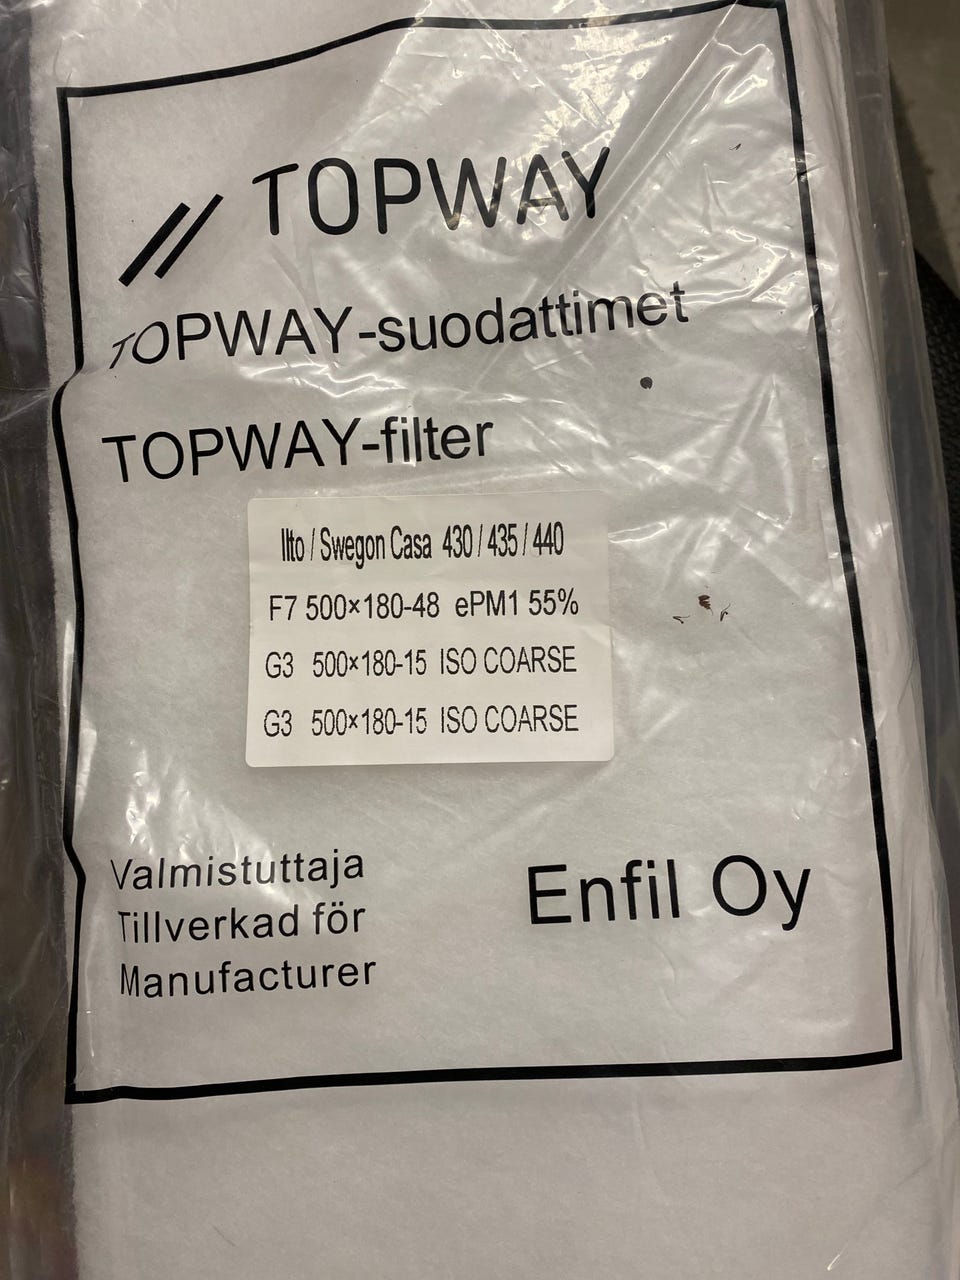 TOPWAY
TOPWAY-suodattimet
TOPWAY-filter
Ilto / Swegon Casa 430 / 435 / 440
F7 500×180-48 ePM1 55%
G3 500×180-15 ISO COARSE
G3 500×180-15 ISO COARSE
Valmistuttaja
Tillverkad för
Manufacturer
Enfil Oy